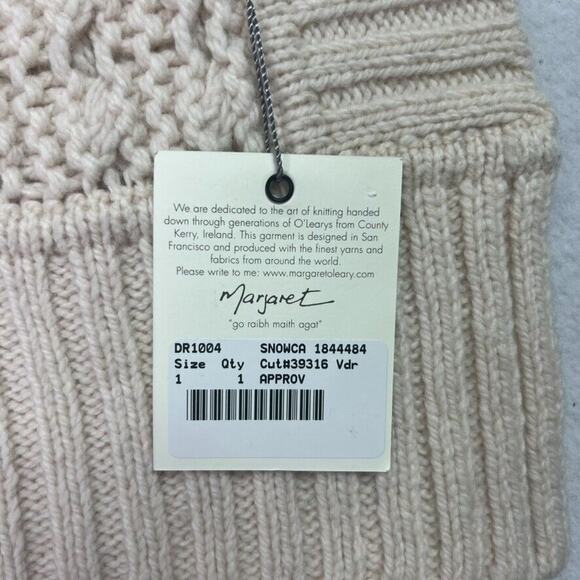 We are dedicated to the art of knitting handed
down through generations of O'Learys from County
Kerry, Ireland. This garment is designed in San
Francisco and produced with the finest yarns and
fabrics from around the world.
Please write to me: www.margaretoleary.com
Margaret
"go raibh maith agat"
DR1004 SNOWCA 1844484
Size Qty Cut#39316 Vdr
1 1 APPROV